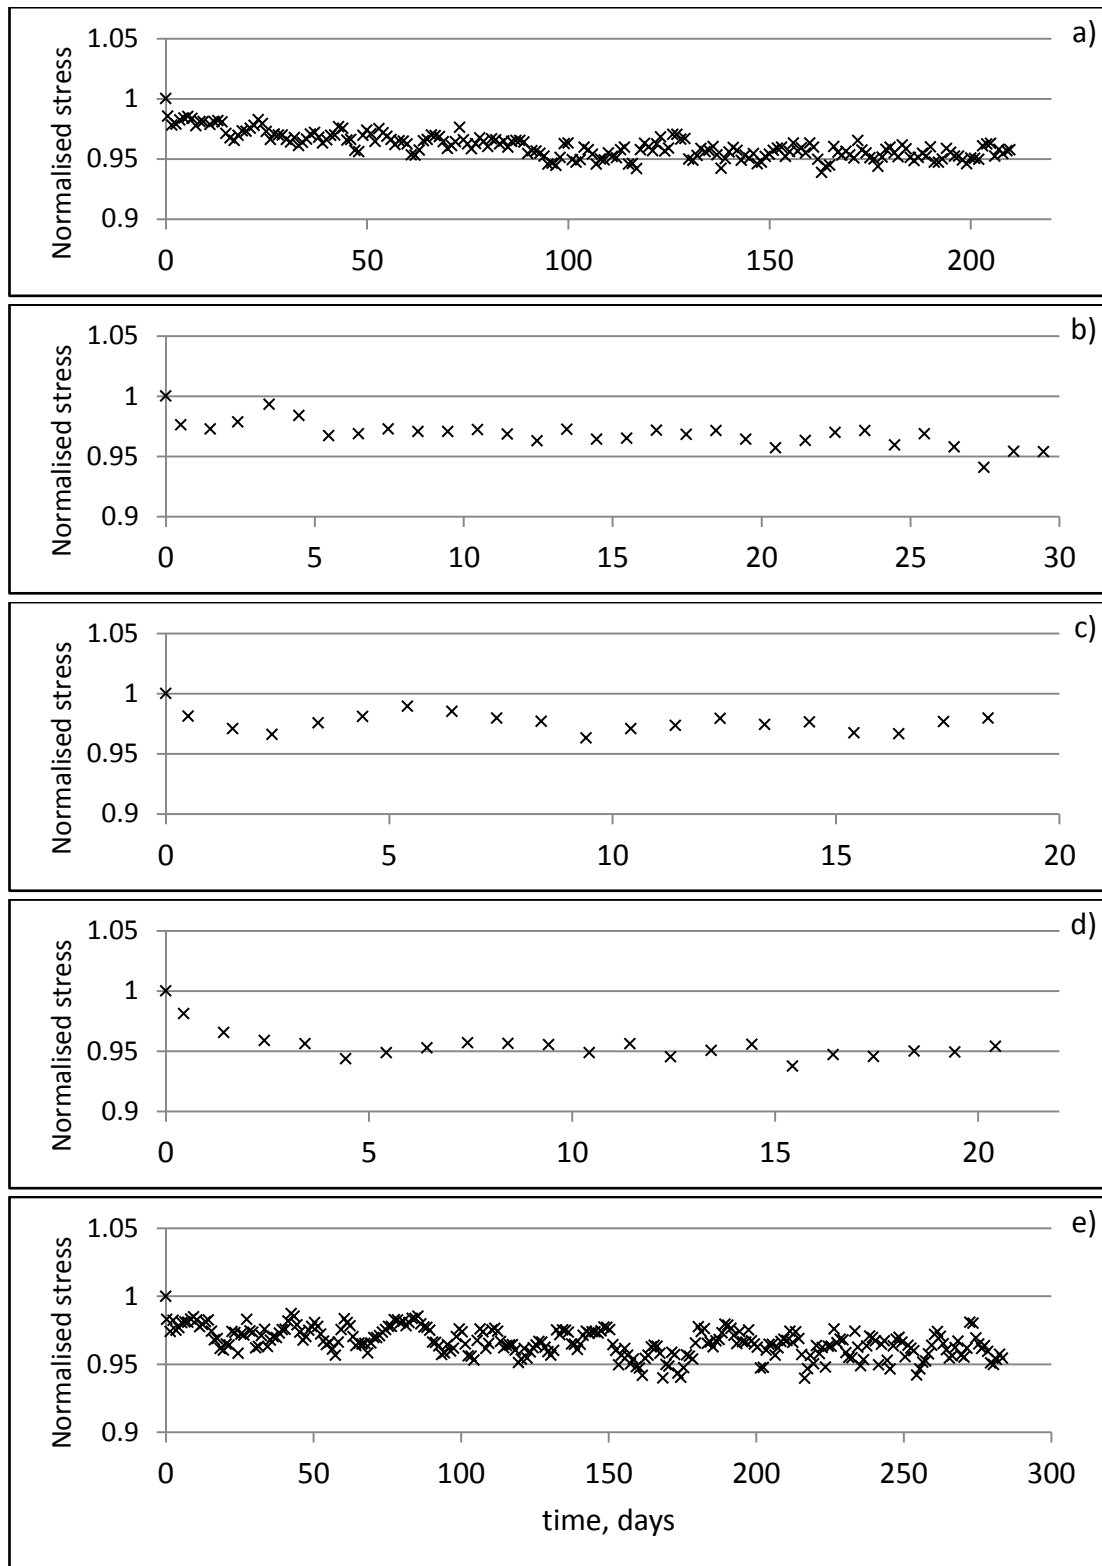 a)
Normalised stress
1.05
1
0.95
0.9
0 50 100 150 200
b)
Normalised stress
1.05
1
0.95
0.9
0 5 10 15 20 25 30
c)
Normalised stress
1.05
1
0.95
0.9
0 5 10 15 20
d)
Normalised stress
1.05
1
0.95
0.9
0 5 10 15 20
e)
Normalised stress
1.05
1
0.95
0.9
0 50 100 150 200 250 300
time, days